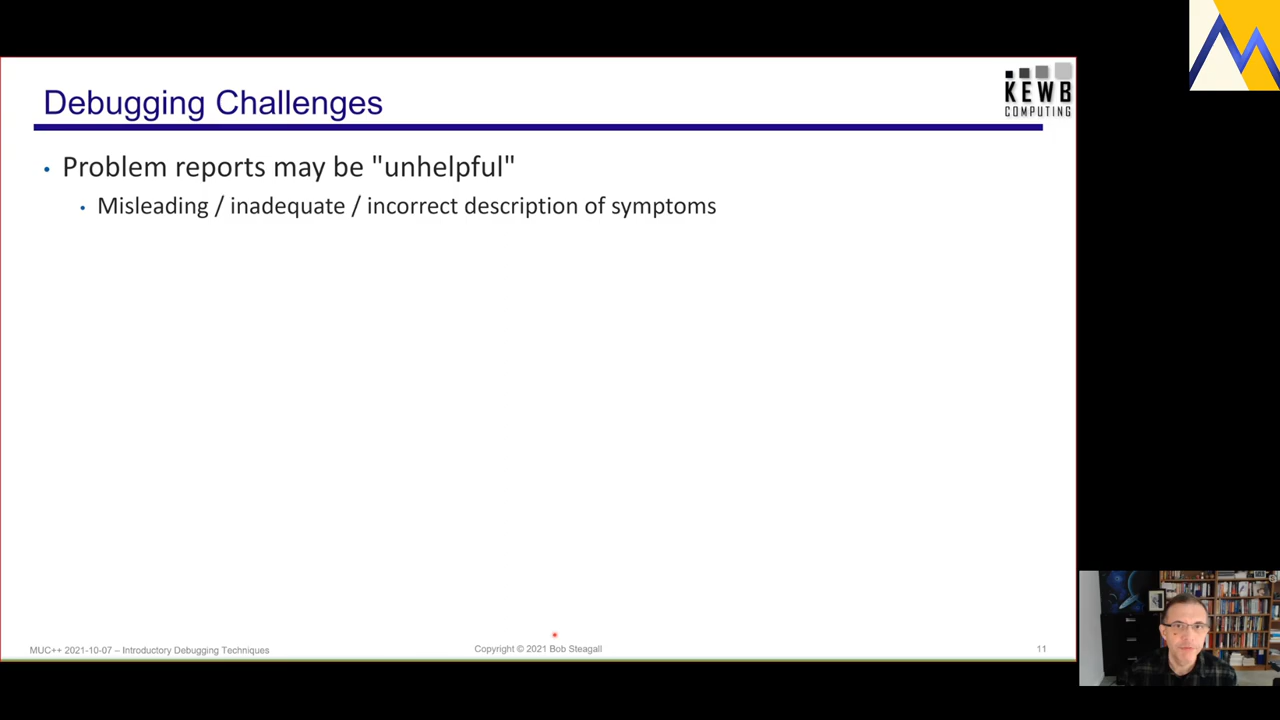 Debugging Challenges
KEWB
COMPUTING
• Problem reports may be "unhelpful"
• Misleading / inadequate / incorrect description of symptoms
MUC++ 2021-10-07 – Introductory Debugging Techniques
Copyright © 2021 Bob Steagall
11